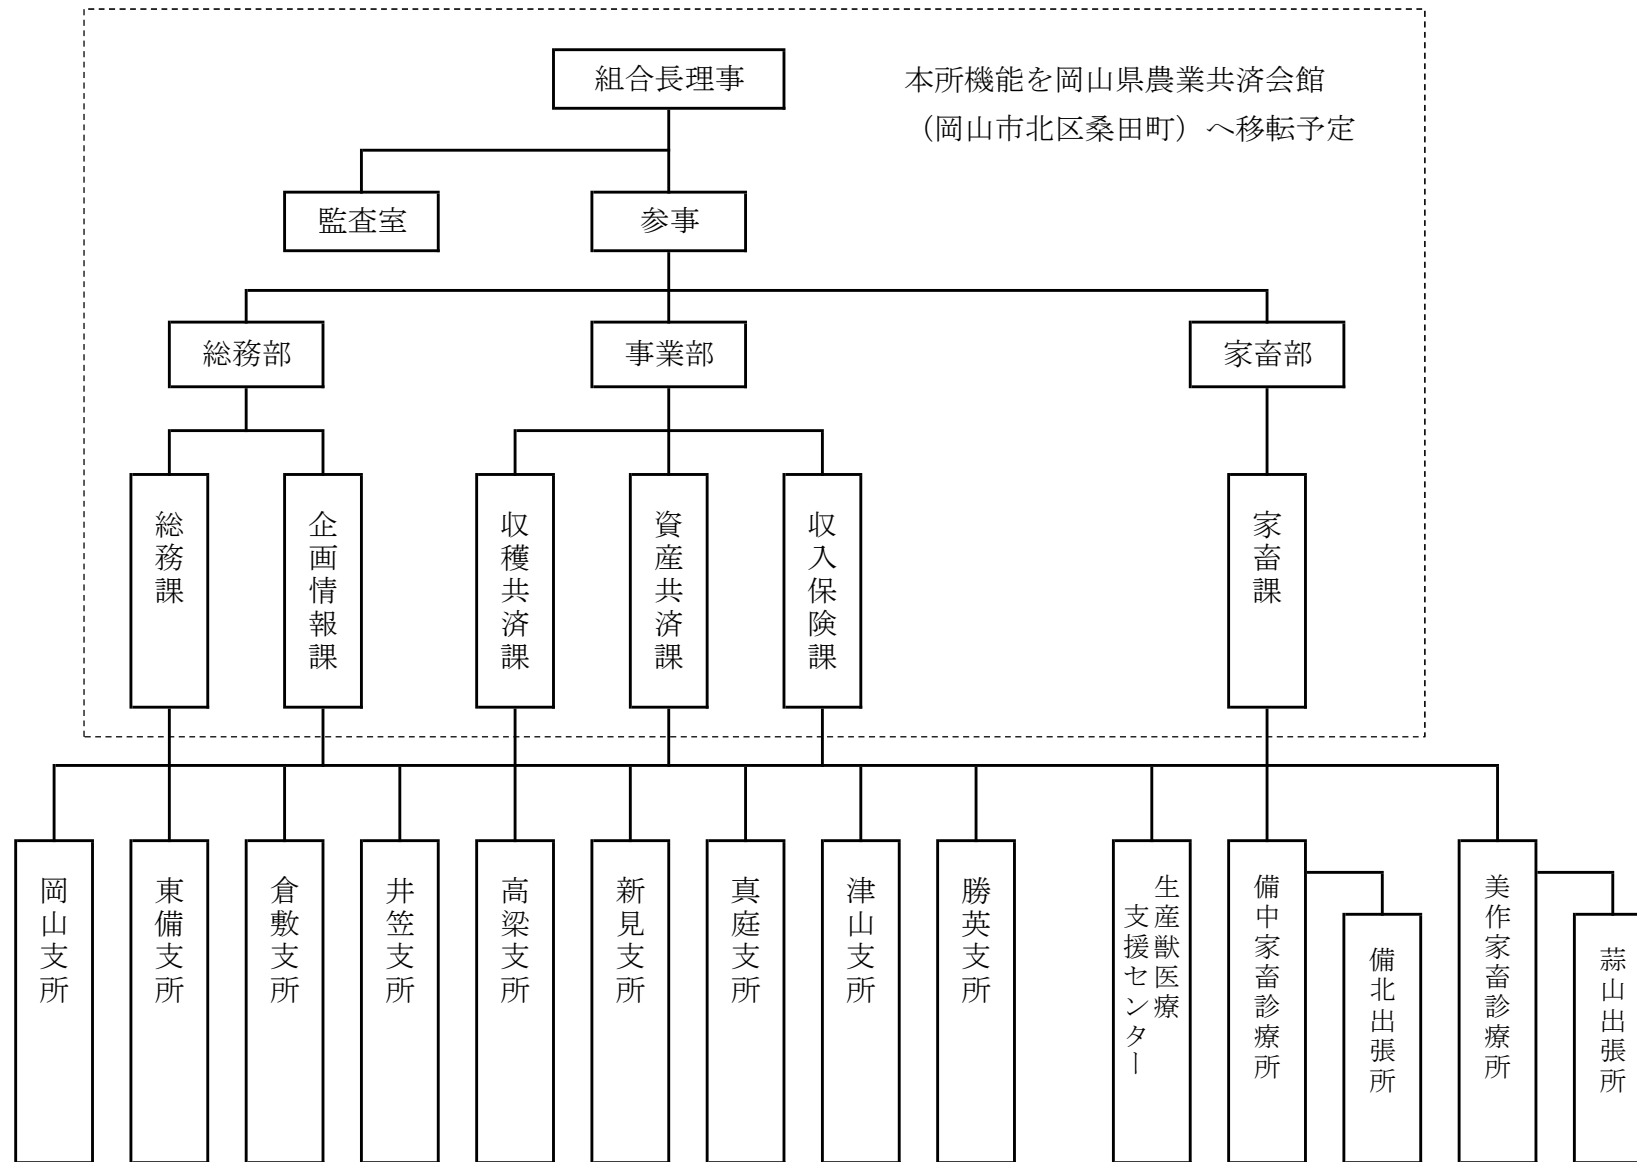 組合長理事
本所機能を岡山県農業共済会館
（岡山市北区桑田町）へ移転予定
監査室
参事
総務部
事業部
家畜部
総務課
企画情報課
収穫共済課
資産共済課
収入保険課
家畜課
岡山支所
東備支所
倉敷支所
井笠支所
高梁支所
新見支所
真庭支所
津山支所
勝英支所
生産獣医療
支援センター
備中家畜診療所
備北出張所
美作家畜診療所
蒜山出張所